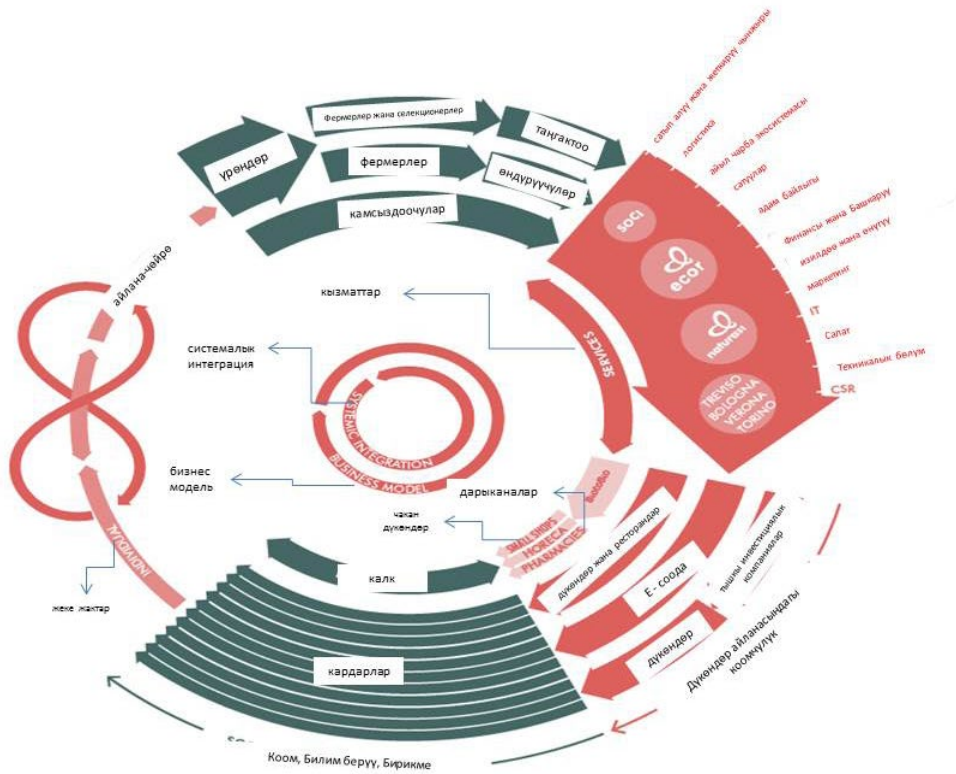 Фермерлер жана селекционерлер
таңгактоо
үрөндөр
фермерлер
өндүрүүчүлөр
камсыздоочулар
сатып алуу жана жеткирүү чынжыры
логистика
айыл чарба экосистемасы
сатуулар
адам байлыгы
Финансы жана Башкаруу
изилдөө жана өнүгүү
маркетинг
IT
Сапат
Техникалык бөлүм
CSR
SOCI
ecor
naturasì
TREVISO
BOLOGNA
VERONA
TORINO
айлана-чөйрө
кызматтар
SERVICES
системалык
интеграция
SYSTEMIC INTEGRATION
BUSINESS MODEL
бизнес
модель
дарыканалар
чакан
дүкөндөр
SMALL SHOPS
HORECA
PHARMACIES
INDIVIDUAL
жеке жактар
калк
дүкөндөр жана ресторандар
Е - соода
тышкы инвестициялык
компаниялар
дүкөндөр
Дүкөндөр айланасындагы
коомчулук
кардарлар
Коом, Билим берүү, Бирикме